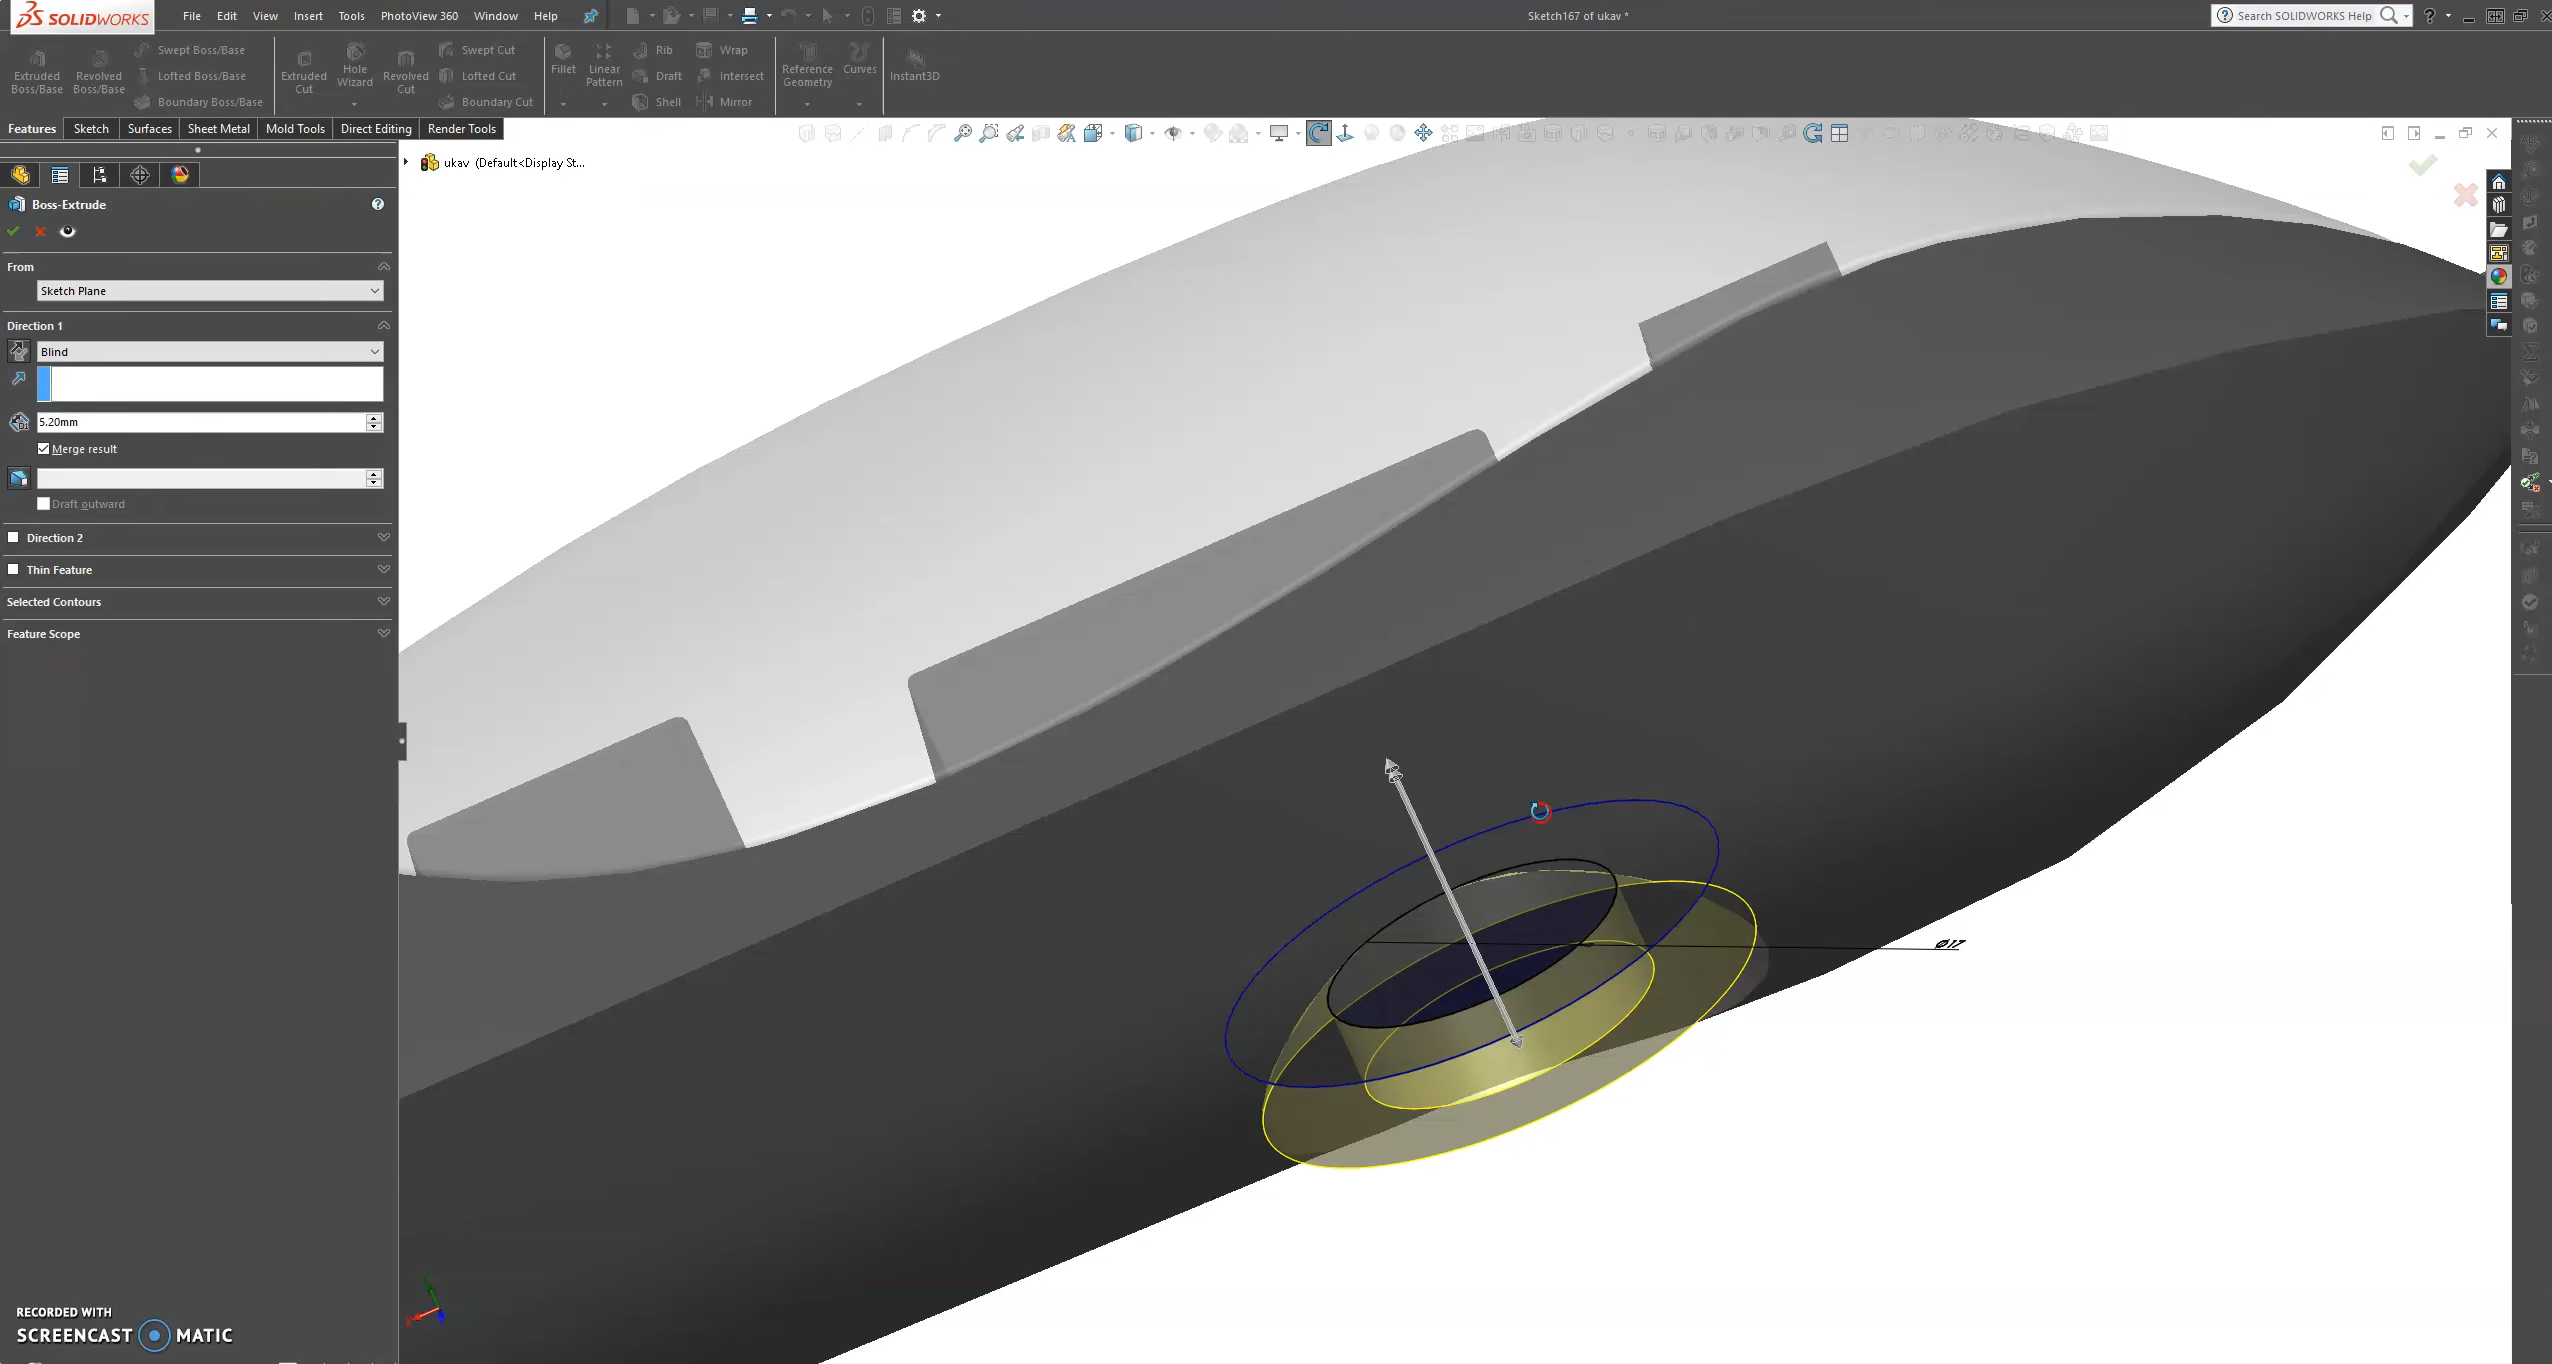 SOLIDWORKS
File Edit View Insert Tools PhotoView 360 Window Help
Sketch167 of ukav *
Search SOLIDWORKS Help
Extruded Boss/Base
Revolved Boss/Base
Swept Boss/Base
Lofted Boss/Base
Boundary Boss/Base
Extruded Cut
Hole Wizard
Revolved Cut
Swept Cut
Lofted Cut
Boundary Cut
Fillet
Linear Pattern
Rib
Draft
Shell
Wrap
Intersect
Mirror
Reference Geometry
Curves
Instant3D
Features Sketch Surfaces Sheet Metal Mold Tools Direct Editing Render Tools
ukav (Default<Display St...
Boss-Extrude
From
Sketch Plane
Direction 1
Blind
5.20mm
Merge result
Draft outward
Direction 2
Thin Feature
Selected Contours
Feature Scope
Ø17
RECORDED WITH
SCREENCAST MATIC